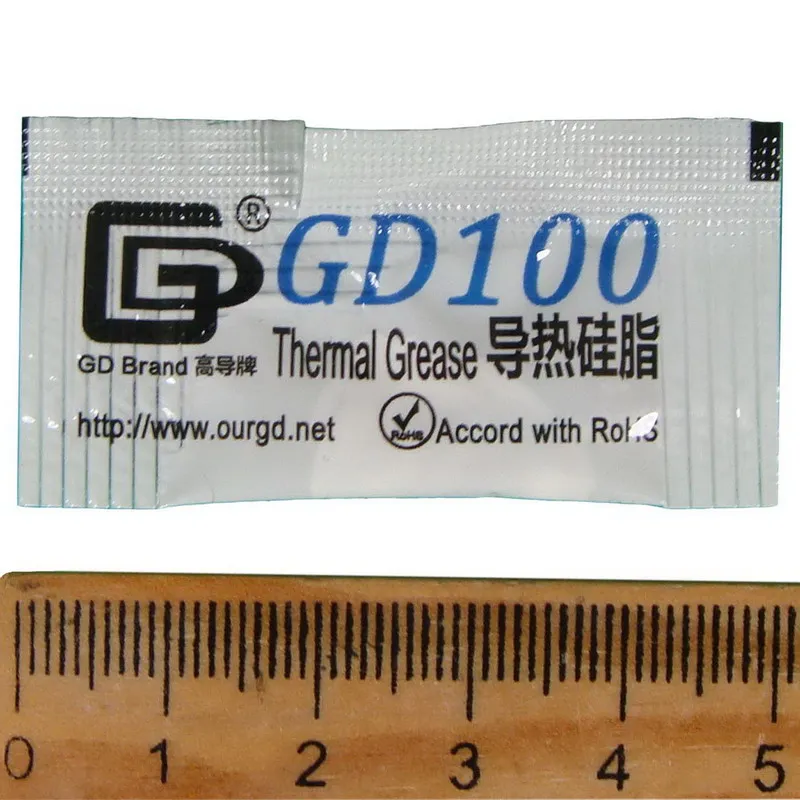 GD ® GD100
GD Brand 高导牌 Thermal Grease 导热硅脂
http://www.ourgd.net RoHS Accord with RoHS
0 1 2 3 4 5